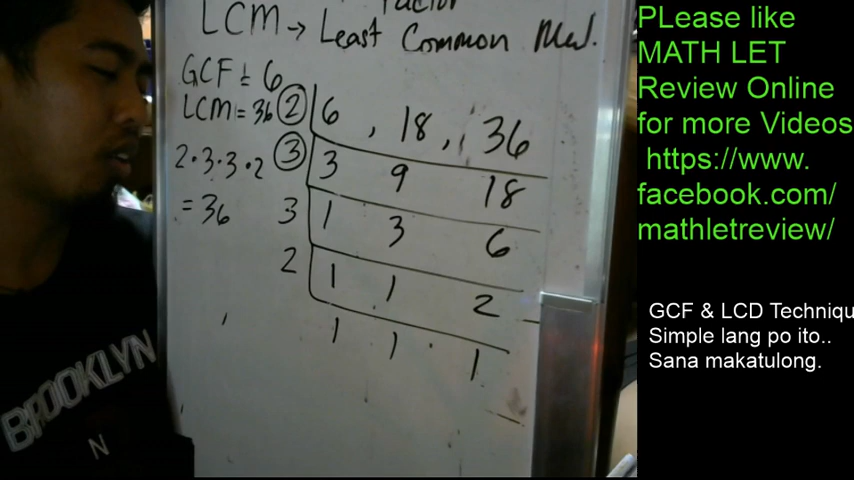 Factor
LCM → Least Common Mul.
GCF = 6
LCM = 36
2 · 3 · 3 · 2
= 36
2 6 , 18 , 36
3 3 9 18
3 1 3 6
2 1 1 2
1 1 1
BROOKLYN
N
PLease like
MATH LET
Review Online
for more Videos
https://www.
facebook.com/
mathletreview/
GCF & LCD Techniqu
Simple lang po ito..
Sana makatulong.